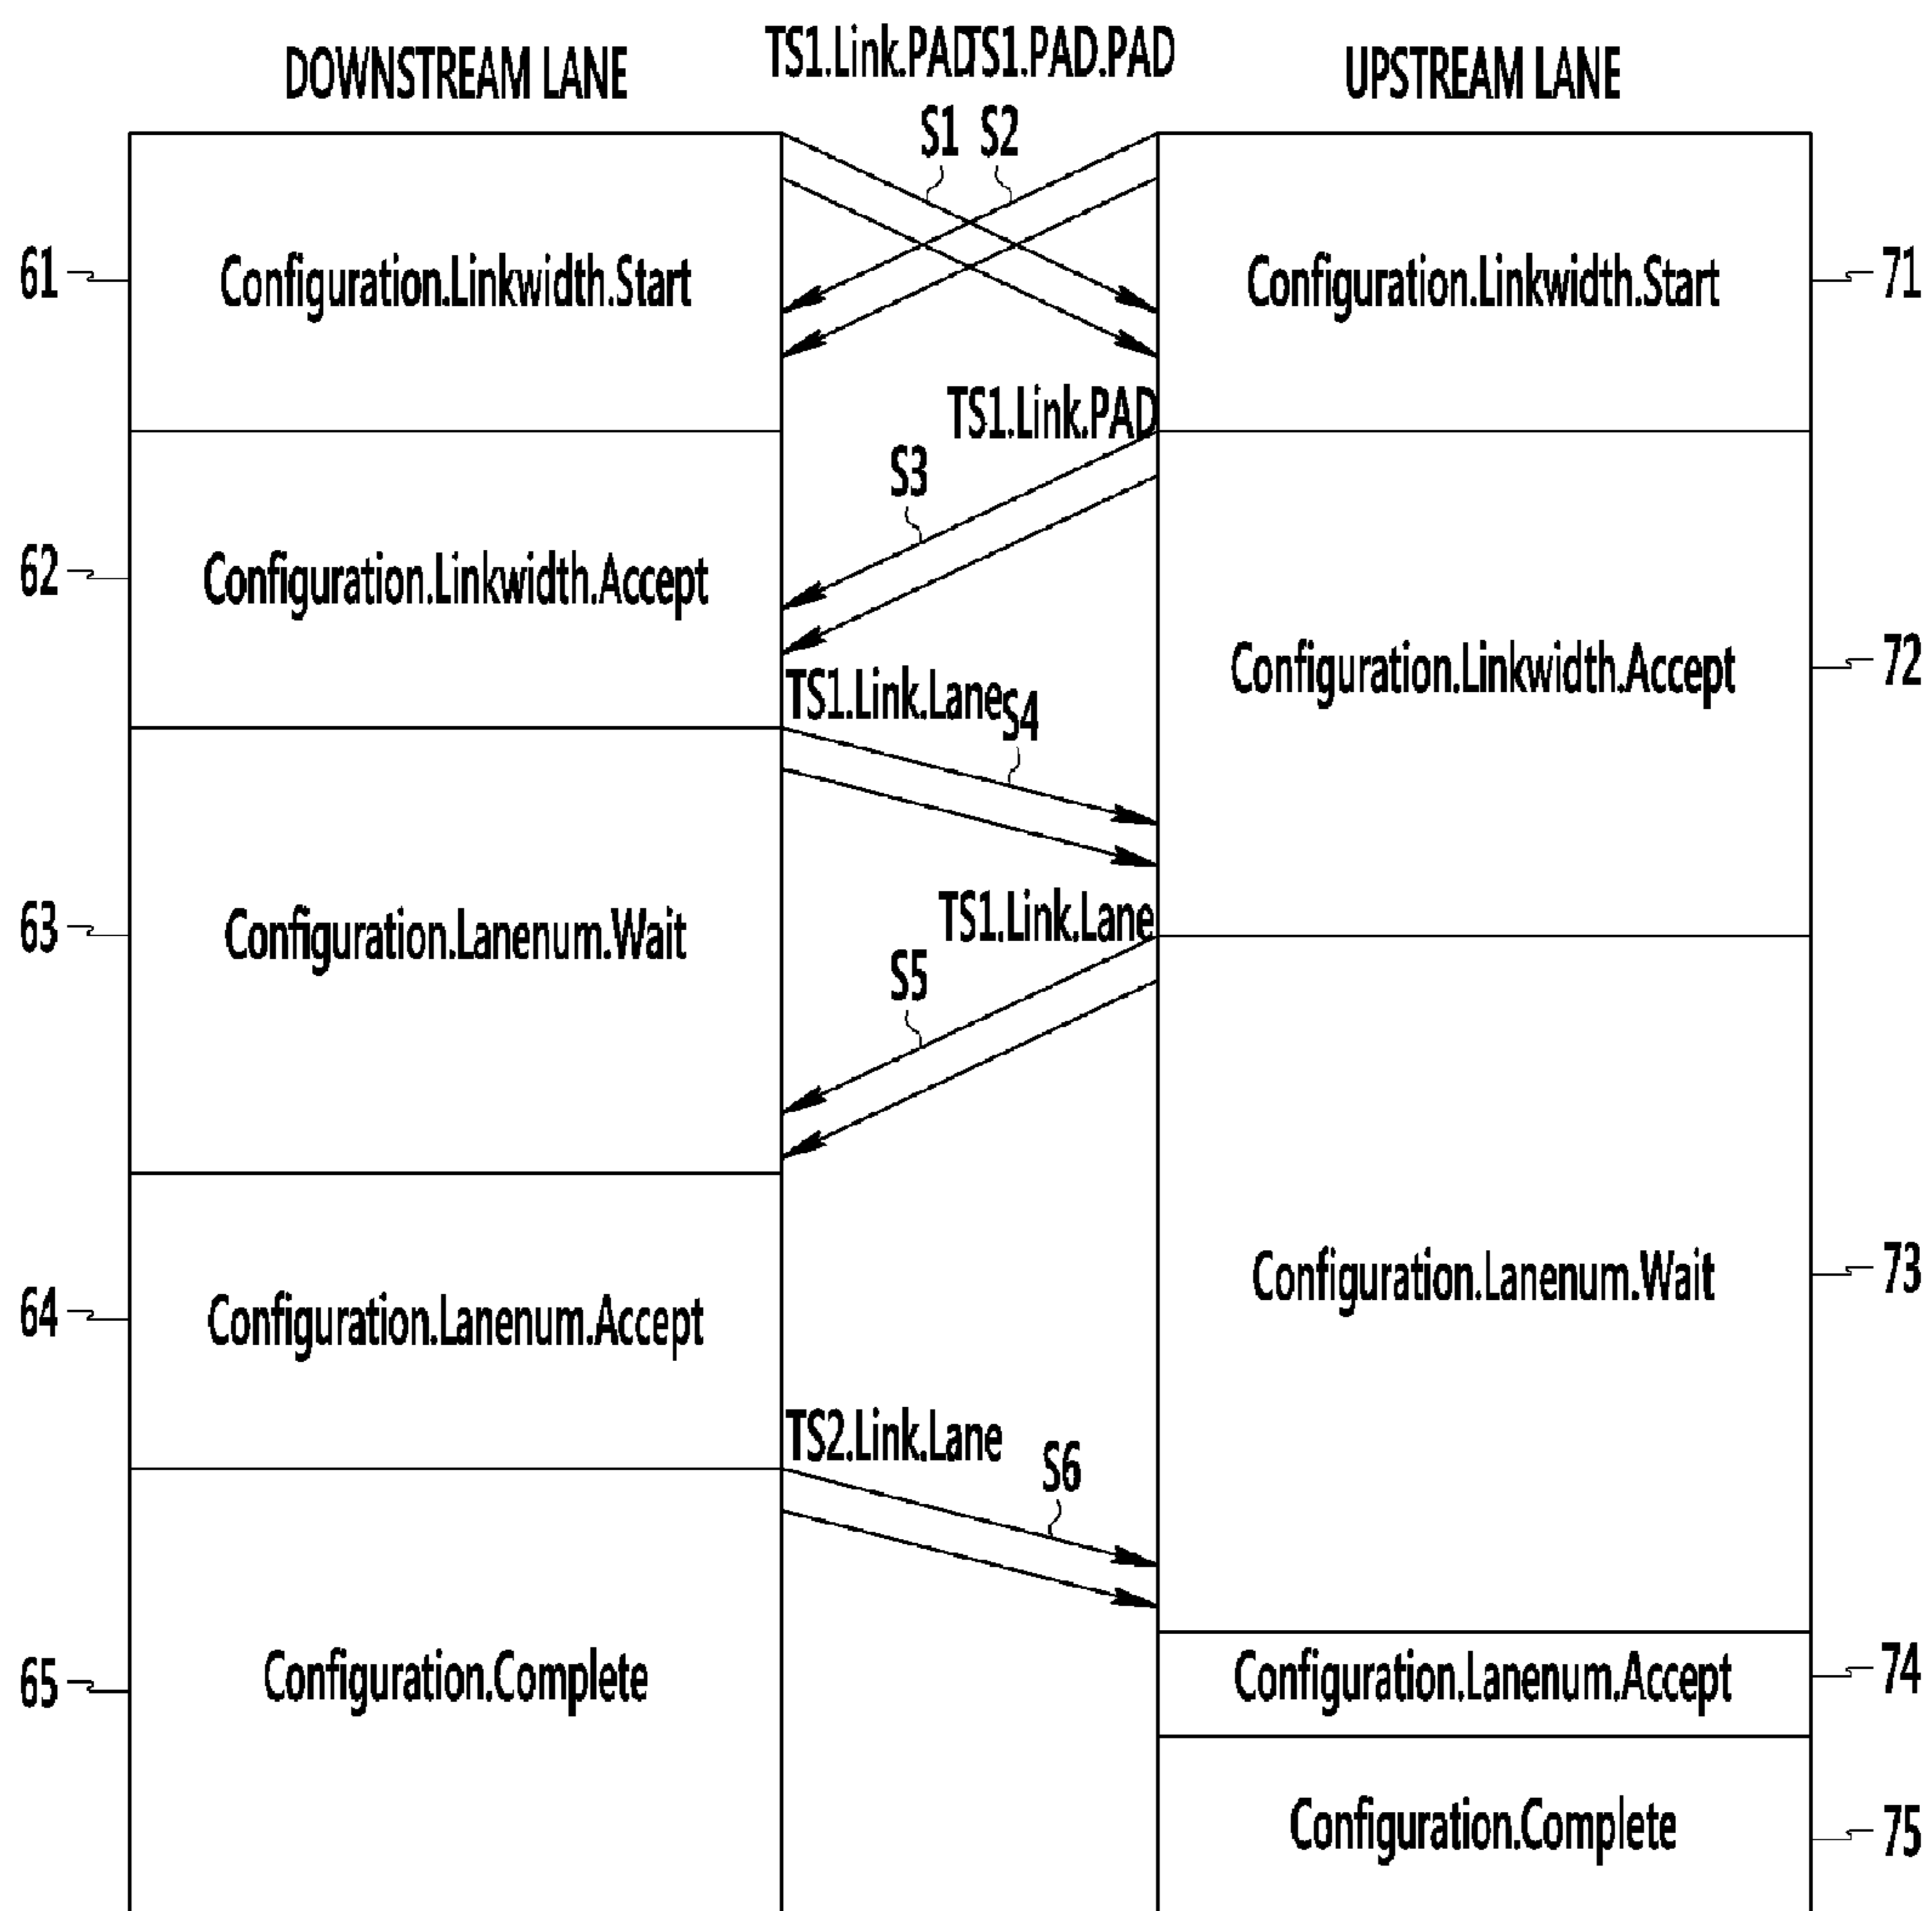 DOWNSTREAM LANE
TS1.Link.PAD
TS1.PAD.PAD
UPSTREAM LANE
S1
S2
61
Configuration.Linkwidth.Start
Configuration.Linkwidth.Start
71
TS1.Link.PAD
S3
62
Configuration.Linkwidth.Accept
Configuration.Linkwidth.Accept
72
TS1.Link.Lane
S4
63
Configuration.Lanenum.Wait
TS1.Link.Lane
S5
Configuration.Lanenum.Wait
73
64
Configuration.Lanenum.Accept
TS2.Link.Lane
S6
65
Configuration.Complete
Configuration.Lanenum.Accept
74
Configuration.Complete
75